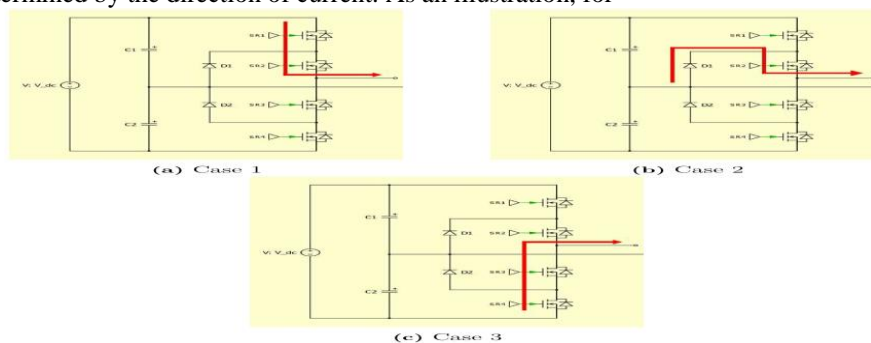 termined by the direction of current. As an illustration, for
SR1
C1
D1
SR2
V: V_dc
D2
SR3
C2
SR4
SR1
C1
D1
SR2
V: V_dc
D2
SR3
C2
SR4
(a) Case 1
(b) Case 2
SR1
C1
D1
SR2
V: V_dc
D2
SR3
C2
SR4
(c) Case 3